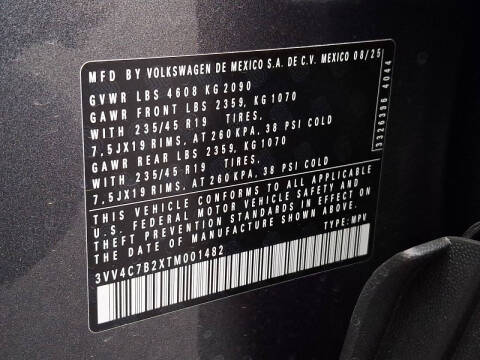 MFD BY VOLKSWAGEN DE MEXICO S.A. DE C.V. MEXICO 08/25
GVWR LBS 4608 KG 2090
GAWR FRONT LBS 2359, KG 1070
WITH 235/45 R19 TIRES,
7,5JX19 RIMS, AT 260 KPA, 38 PSI COLD
GAWR REAR LBS 2359, KG 1070
WITH 235/45 R19 TIRES,
7,5JX19 RIMS, AT 260 KPA, 38 PSI COLD
THIS VEHICLE CONFORMS TO ALL APPLICABLE
U.S. FEDERAL MOTOR VEHICLE SAFETY AND
THEFT PREVENTION STANDARDS IN EFFECT ON
THE DATE OF MANUFACTURE SHOWN ABOVE.
3VV4C7B2XTM001482 TYPE: MPV
3326396 4044